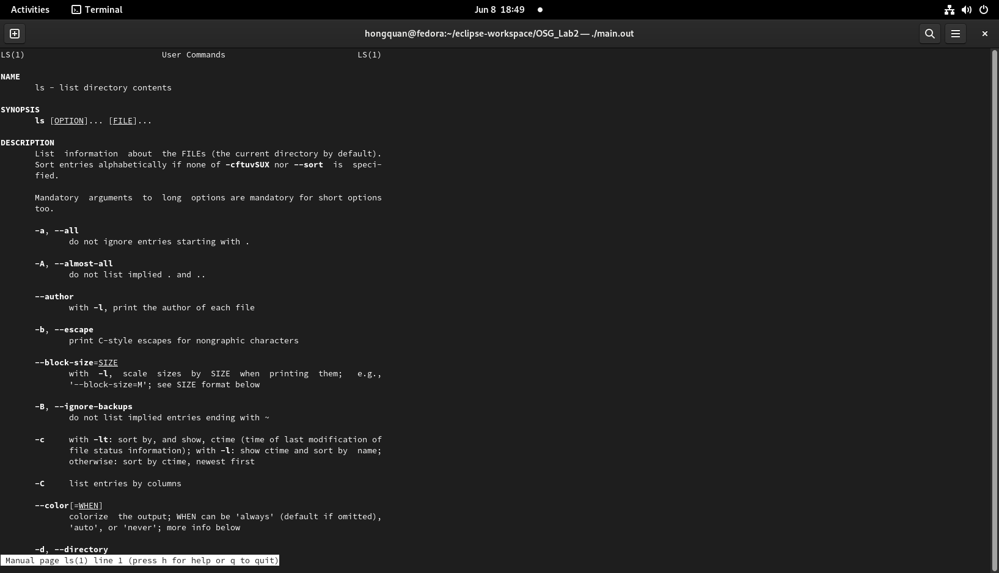 Activities Terminal Jun 8 18:49
hongquan@fedora:~/eclipse-workspace/OSG_Lab2 — ./main.out
LS(1) User Commands LS(1)
NAME
ls - list directory contents
SYNOPSIS
ls [OPTION]... [FILE]...
DESCRIPTION
List information about the FILEs (the current directory by default).
Sort entries alphabetically if none of -cftuvSUX nor --sort is speci-
fied.
Mandatory arguments to long options are mandatory for short options
too.
-a, --all
do not ignore entries starting with .
-A, --almost-all
do not list implied . and ..
--author
with -l, print the author of each file
-b, --escape
print C-style escapes for nongraphic characters
--block-size=SIZE
with -l, scale sizes by SIZE when printing them; e.g.,
'--block-size=M'; see SIZE format below
-B, --ignore-backups
do not list implied entries ending with ~
-c with -lt: sort by, and show, ctime (time of last modification of
file status information); with -l: show ctime and sort by name;
otherwise: sort by ctime, newest first
-C list entries by columns
--color[=WHEN]
colorize the output; WHEN can be 'always' (default if omitted),
'auto', or 'never'; more info below
-d, --directory
Manual page ls(1) line 1 (press h for help or q to quit)